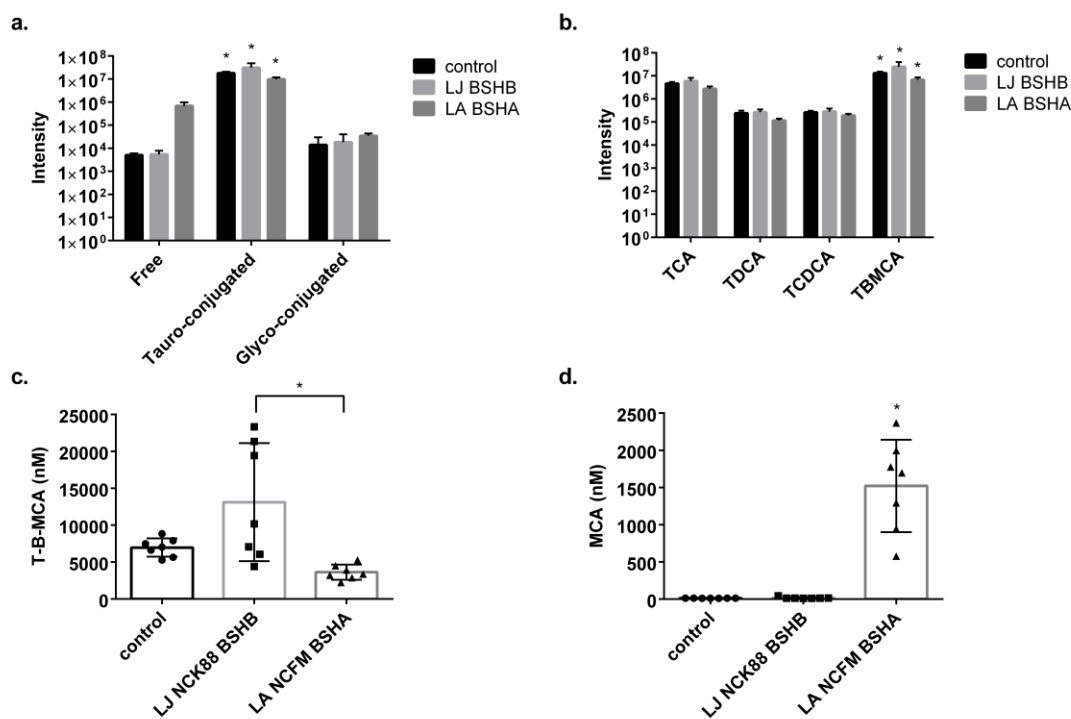 a.
1×10⁸
1×10⁷
1×10⁶
1×10⁵
1×10⁴
1×10³
1×10²
1×10¹
1×10⁰
Intensity
* * *
Free
Tauro-conjugated
Glyco-conjugated
control
LJ BSHB
LA BSHA
b.
10⁸
10⁷
10⁶
10⁵
10⁴
10³
10²
10¹
10⁰
Intensity
* * *
TCA
TDCA
TCDCA
TBMCA
control
LJ BSHB
LA BSHA
c.
25000
20000
15000
10000
5000
0
T-B-MCA (nM)
*
control
LJ NCK88 BSHB
LA NCFM BSHA
d.
2500
2000
1500
1000
500
0
MCA (nM)
*
control
LJ NCK88 BSHB
LA NCFM BSHA